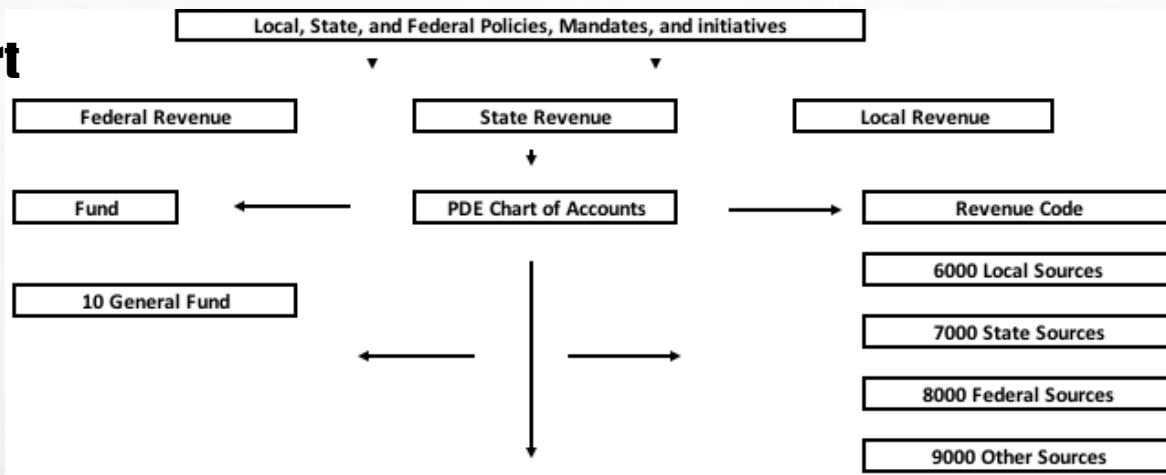 Local, State, and Federal Policies, Mandates, and initiatives
Federal Revenue
State Revenue
Local Revenue
Fund
PDE Chart of Accounts
Revenue Code
10 General Fund
6000 Local Sources
7000 State Sources
8000 Federal Sources
9000 Other Sources